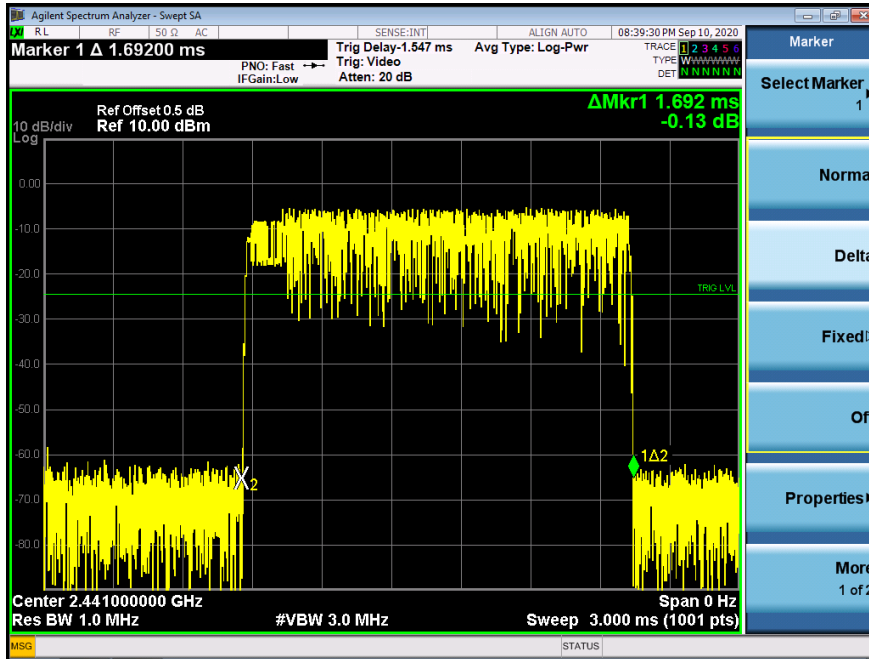 Agilent Spectrum Analyzer - Swept SA
LXI RL RF 50 Ω AC SENSE:INT ALIGN AUTO 08:39:30 PM Sep 10, 2020
Marker 1 Δ 1.69200 ms
PNO: Fast
IFGain:Low
Trig Delay-1.547 ms
Trig: Video
Atten: 20 dB
Avg Type: Log-Pwr
TRACE 1 2 3 4 5 6
TYPE WWWWWW
DET N N N N N N
ΔMkr1 1.692 ms
-0.13 dB
Ref Offset 0.5 dB
10 dB/div Ref 10.00 dBm
Log
0.00
-10.0
-20.0
TRIG LVL
-30.0
-40.0
-50.0
-60.0
1Δ2
X2
-70.0
-80.0
Center 2.441000000 GHz Span 0 Hz
Res BW 1.0 MHz #VBW 3.0 MHz Sweep 3.000 ms (1001 pts)
MSG STATUS
Marker
Select Marker
1
Norma
Delta
Fixed
Of
Properties
More
1 of 2